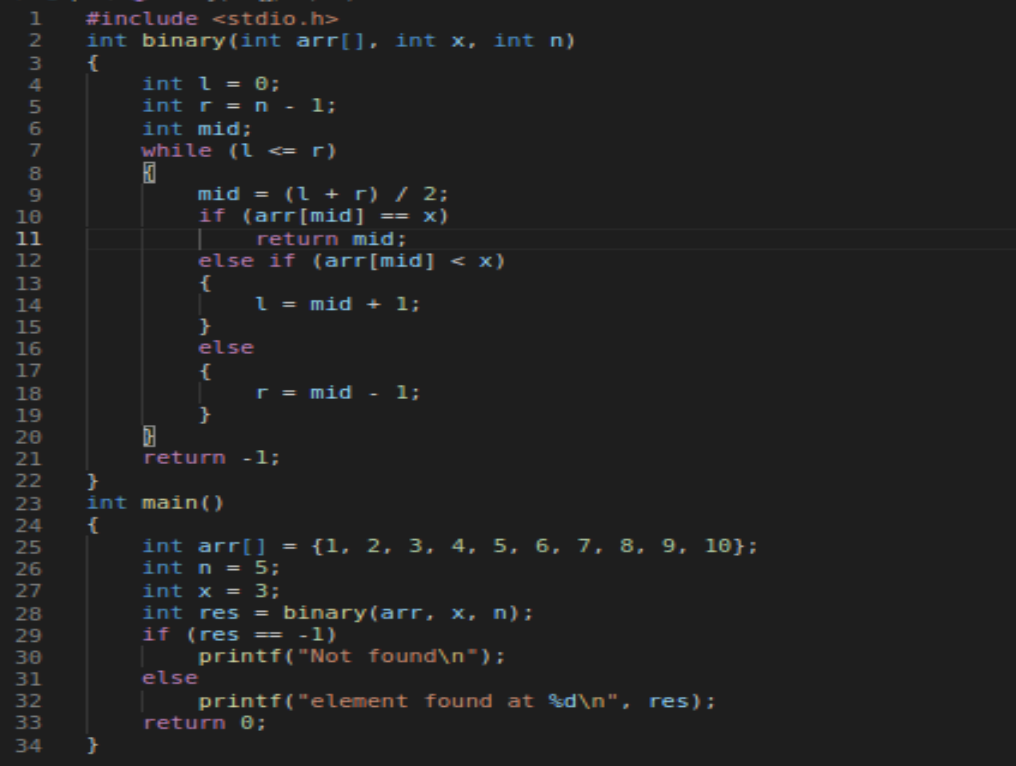 1 #include <stdio.h>
2 int binary(int arr[], int x, int n)
3 {
4     int l = 0;
5     int r = n - 1;
6     int mid;
7     while (l <= r)
8     {
9         mid = (l + r) / 2;
10         if (arr[mid] == x)
11             return mid;
12         else if (arr[mid] < x)
13         {
14             l = mid + 1;
15         }
16         else
17         {
18             r = mid - 1;
19         }
20     }
21     return -1;
22 }
23 int main()
24 {
25     int arr[] = {1, 2, 3, 4, 5, 6, 7, 8, 9, 10};
26     int n = 5;
27     int x = 3;
28     int res = binary(arr, x, n);
29     if (res == -1)
30         printf("Not found\n");
31     else
32         printf("element found at %d\n", res);
33     return 0;
34 }